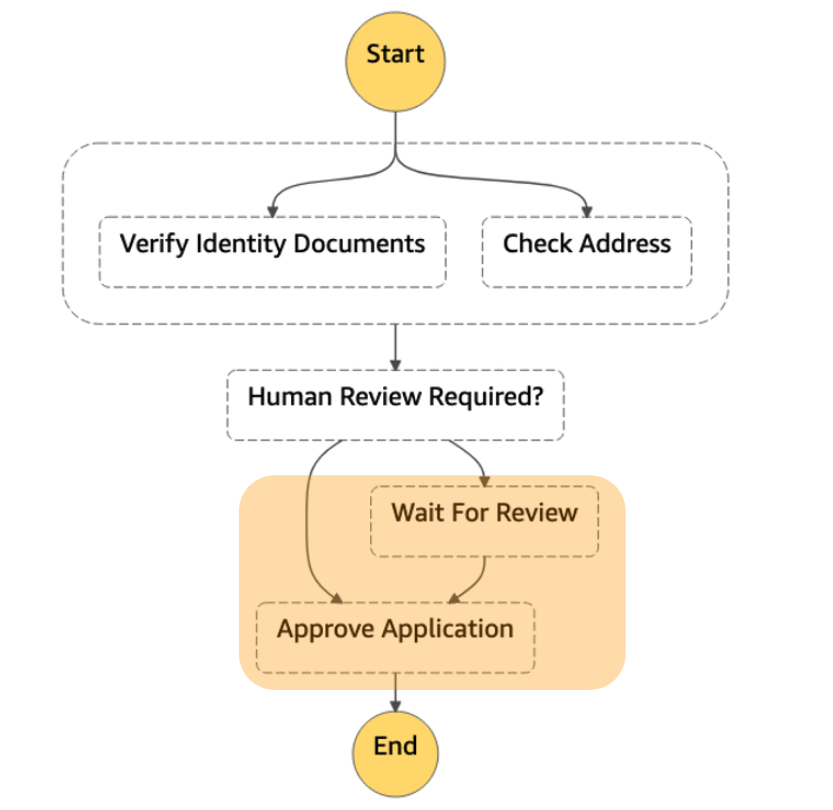 Start
Verify Identity Documents
Check Address
Human Review Required?
Wait For Review
Approve Application
End